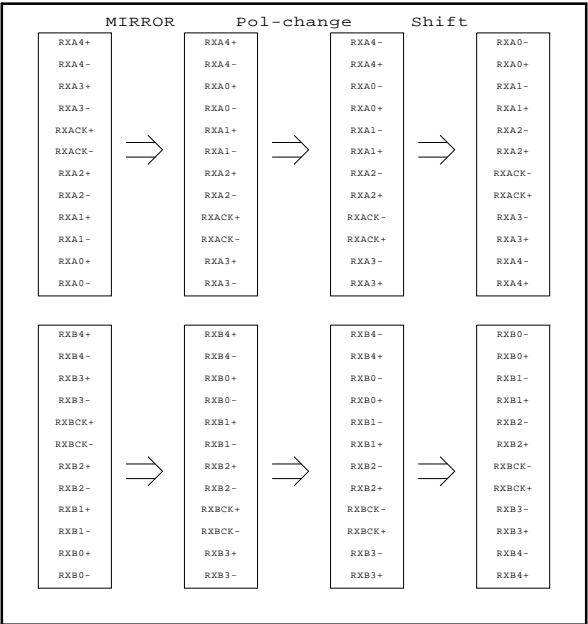 MIRROR Pol-change Shift
RXA4+ RXA4+ RXA4- RXA0-
RXA4- RXA4- RXA4+ RXA0+
RXA3+ RXA0+ RXA0- RXA1-
RXA3- RXA0- RXA0+ RXA1+
RXACK+ RXA1+ RXA1- RXA2-
RXACK- RXA1- RXA1+ RXA2+
RXA2+ RXA2+ RXA2- RXACK-
RXA2- RXA2- RXA2+ RXACK+
RXA1+ RXACK+ RXACK- RXA3-
RXA1- RXACK- RXACK+ RXA3+
RXA0+ RXA3+ RXA3- RXA4-
RXA0- RXA3- RXA3+ RXA4+
RXB4+ RXB4+ RXB4- RXB0-
RXB4- RXB4- RXB4+ RXB0+
RXB3+ RXB0+ RXB0- RXB1-
RXB3- RXB0- RXB0+ RXB1+
RXBCK+ RXB1+ RXB1- RXB2-
RXBCK- RXB1- RXB1+ RXB2+
RXB2+ RXB2+ RXB2- RXBCK-
RXB2- RXB2- RXB2+ RXBCK+
RXB1+ RXBCK+ RXBCK- RXB3-
RXB1- RXBCK- RXBCK+ RXB3+
RXB0+ RXB3+ RXB3- RXB4-
RXB0- RXB3- RXB3+ RXB4+